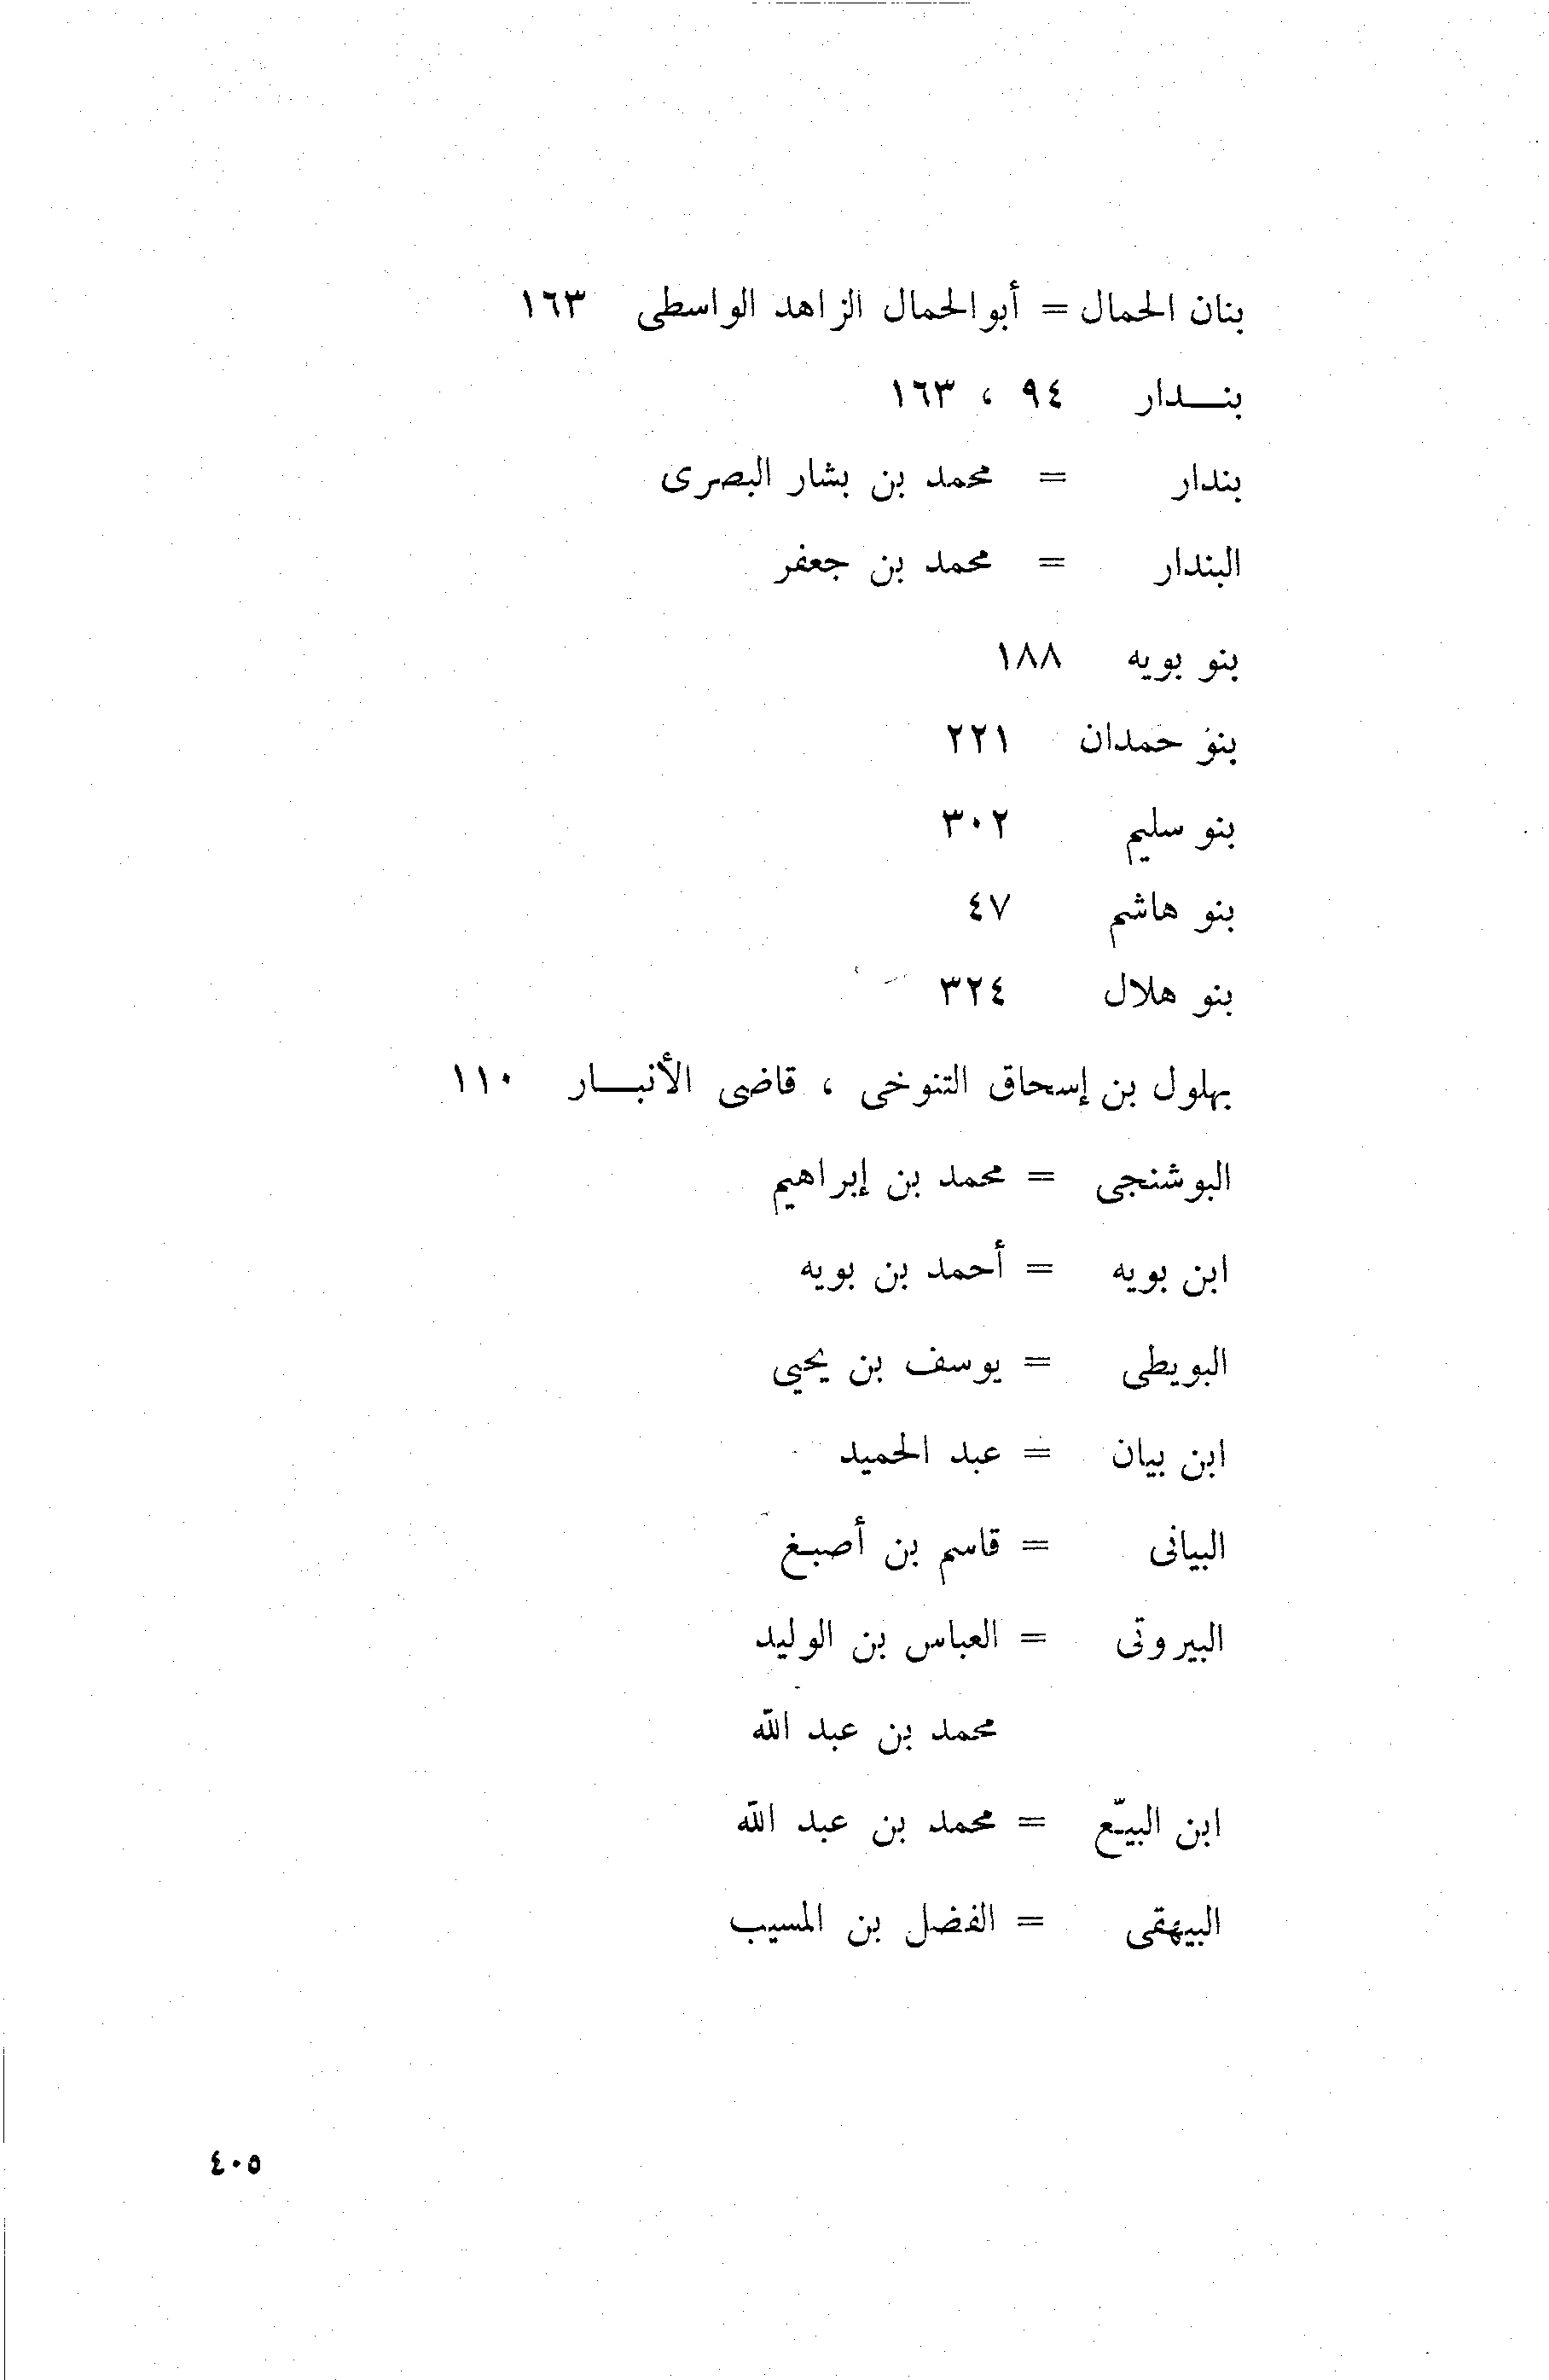 بنان الحمال = أبو الحمال الزاهد الواسطى ١٦٣
بنــدار ٩٤ ، ١٦٣
بندار = محمد بن بشار البصرى
البندار = محمد بن جعفر
بنو بويه ١٨٨
بنو حمدان ٢٢١
بنو سليم ٣٠٢
بنو هاشم ٤٧
بنو هلال ٣٢٤
بهلول بن إسحاق التنوخى ، قاضى الأنبــار ١١٠
البوشنجى = محمد بن إبراهيم
ابن بويه = أحمد بن بويه
البويطى = يوسف بن يحيى
ابن بيان = عبد الحميد
البيانى = قاسم بن أصبغ
البيروتى = العباس بن الوليد
محمد بن عبد الله
ابن البيّع = محمد بن عبد الله
البيهقى = الفضل بن المسيب
٤٠٥